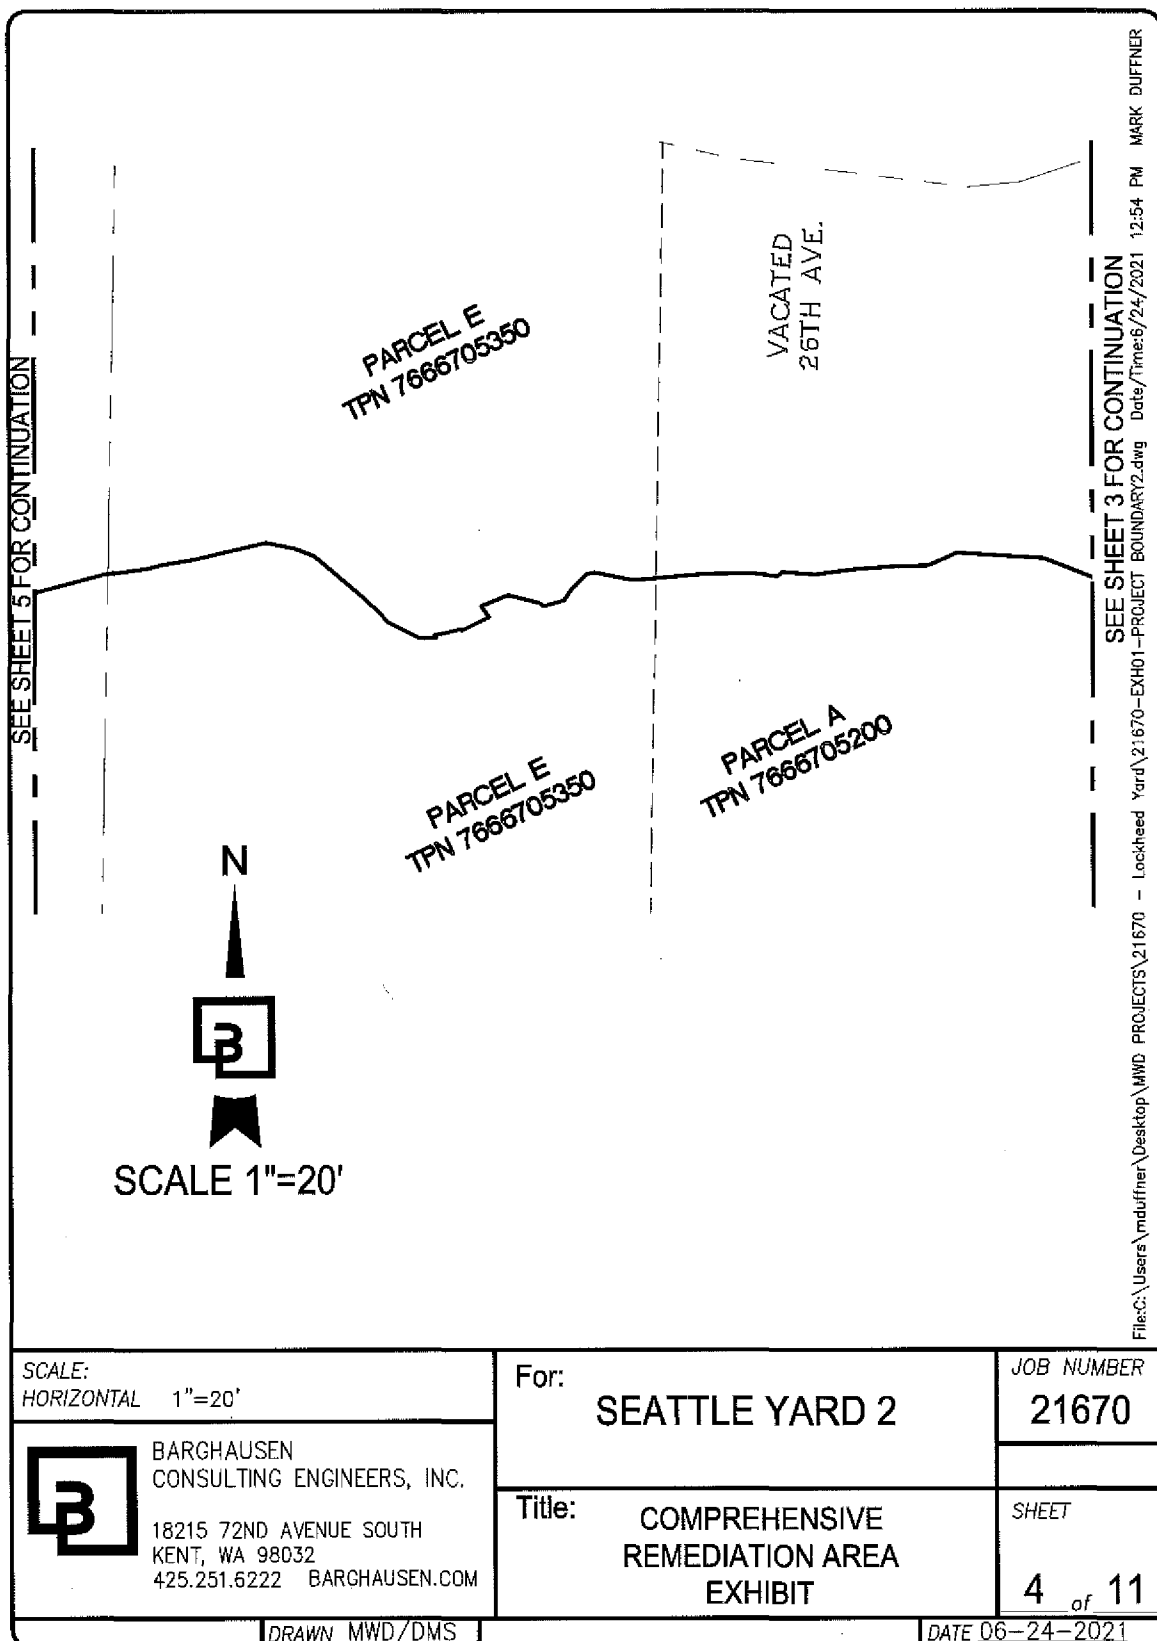 PARCEL E
TPN 7666705350
VACATED
26TH AVE.
SEE SHEET 5 FOR CONTINUATION
SEE SHEET 3 FOR CONTINUATION
File:C:\Users\mduffner\Desktop\MWD PROJECTS\21670 - Lockheed Yard\21670-EXH01-PROJECT BOUNDARY2.dwg Date/Time:6/24/2021 12:54 PM MARK DUFFNER
PARCEL A
TPN 7666705200
PARCEL E
TPN 7666705350
N
B
SCALE 1"=20'
SCALE:
HORIZONTAL 1"=20'
B
BARGHAUSEN
CONSULTING ENGINEERS, INC.
18215 72ND AVENUE SOUTH
KENT, WA 98032
425.251.6222 BARGHAUSEN.COM
For:
SEATTLE YARD 2
Title:
COMPREHENSIVE
REMEDIATION AREA
EXHIBIT
JOB NUMBER
21670
SHEET
4 of 11
DRAWN MWD/DMS
DATE 06-24-2021